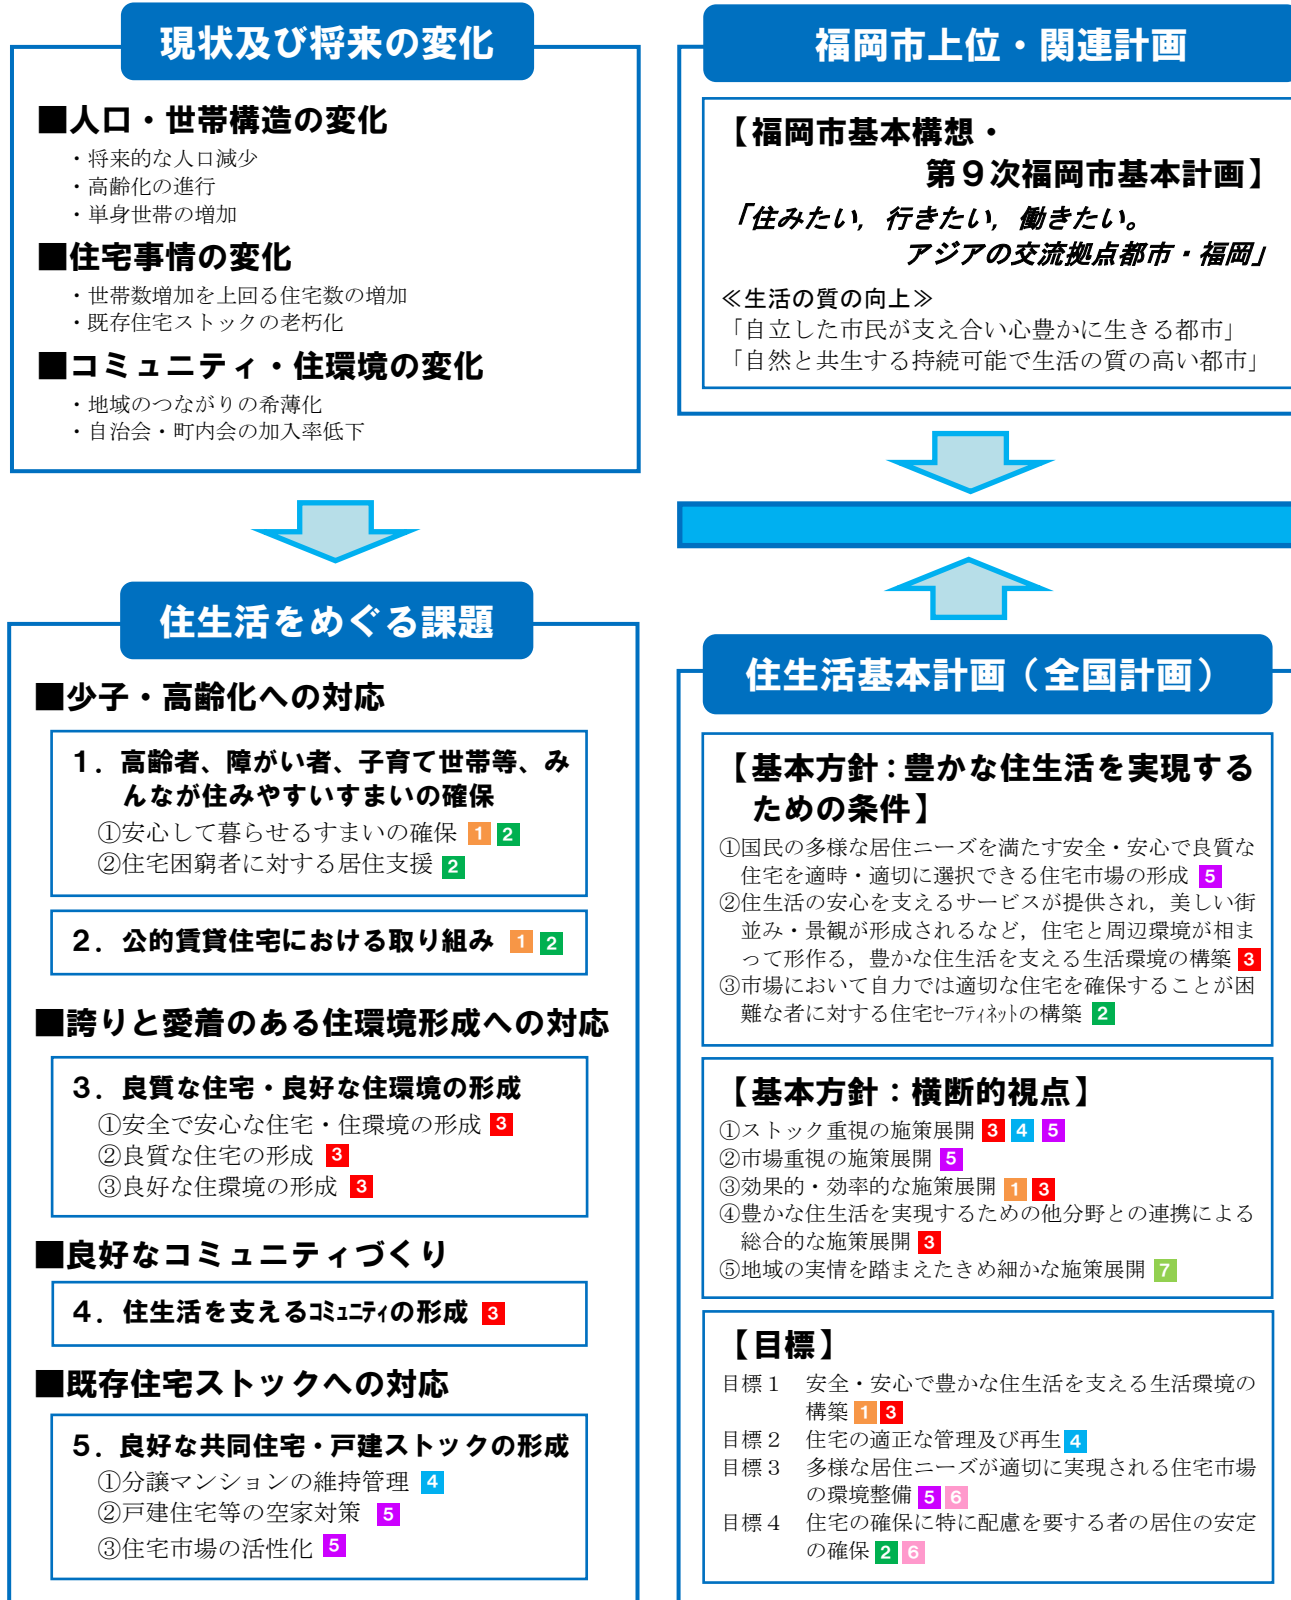 現状及び将来の変化
■人口・世帯構造の変化
・将来的な人口減少
・高齢化の進行
・単身世帯の増加
■住宅事情の変化
・世帯数増加を上回る住宅数の増加
・既存住宅ストックの老朽化
■コミュニティ・住環境の変化
・地域のつながりの希薄化
・自治会・町内会の加入率低下
住生活をめぐる課題
■少子・高齢化への対応
１．高齢者、障がい者、子育て世帯等、み
んなが住みやすいすまいの確保
①安心して暮らせるすまいの確保 1 2
②住宅困窮者に対する居住支援 2
２．公的賃貸住宅における取り組み 1 2
■誇りと愛着のある住環境形成への対応
３．良質な住宅・良好な住環境の形成
①安全で安心な住宅・住環境の形成 3
②良質な住宅の形成 3
③良好な住環境の形成 3
■良好なコミュニティづくり
４．住生活を支えるｺﾐｭﾆﾃｨの形成 3
■既存住宅ストックへの対応
５．良好な共同住宅・戸建ストックの形成
①分譲マンションの維持管理 4
②戸建住宅等の空家対策 5
③住宅市場の活性化 5
福岡市上位・関連計画
【福岡市基本構想・
第９次福岡市基本計画】
「住みたい，行きたい，働きたい。
アジアの交流拠点都市・福岡」
≪生活の質の向上≫
「自立した市民が支え合い心豊かに生きる都市」
「自然と共生する持続可能で生活の質の高い都市」
住生活基本計画（全国計画）
【基本方針：豊かな住生活を実現する
ための条件】
①国民の多様な居住ニーズを満たす安全・安心で良質な
住宅を適時・適切に選択できる住宅市場の形成 5
②住生活の安心を支えるサービスが提供され，美しい街
並み・景観が形成されるなど，住宅と周辺環境が相ま
って形作る，豊かな住生活を支える生活環境の構築 3
③市場において自力では適切な住宅を確保することが困
難な者に対する住宅ｾｰﾌﾃｨﾈｯﾄの構築 2
【基本方針：横断的視点】
①ストック重視の施策展開 3 4 5
②市場重視の施策展開 5
③効果的・効率的な施策展開 1 3
④豊かな住生活を実現するための他分野との連携による
総合的な施策展開 3
⑤地域の実情を踏まえたきめ細かな施策展開 7
【目標】
目標１　安全・安心で豊かな住生活を支える生活環境の
構築 1 3
目標２　住宅の適正な管理及び再生 4
目標３　多様な居住ニーズが適切に実現される住宅市場
の環境整備 5 6
目標４　住宅の確保に特に配慮を要する者の居住の安定
の確保 2 6